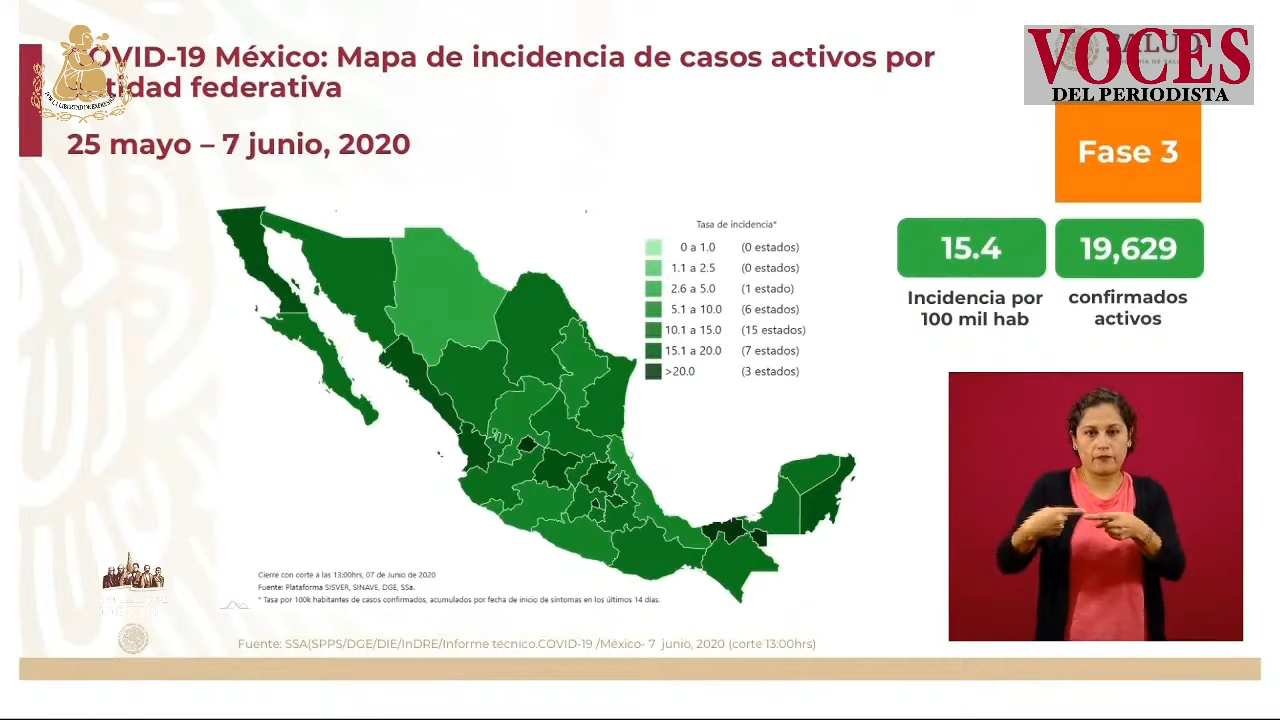 OVID-19 México: Mapa de incidencia de casos activos por
tidad federativa
25 mayo – 7 junio, 2020
SALUD
VOCES
DEL PERIODISTA
Fase 3
15.4
19,629
Incidencia por
100 mil hab
confirmados
activos
Tasa de incidencia*
0 a 1.0 (0 estados)
1.1 a 2.5 (0 estados)
2.6 a 5.0 (1 estado)
5.1 a 10.0 (6 estados)
10.1 a 15.0 (15 estados)
15.1 a 20.0 (7 estados)
>20.0 (3 estados)
Cierre con corte a las 13:00hrs, 07 de Junio de 2020
Fuente: Plataforma SISVER, SINAVE, DGE, SSa.
* Tasa por 100k habitantes de casos confirmados, acumulados por fecha de inicio de síntomas en los últimos 14 días.
Fuente: SSA(SPPS/DGE/DIE/InDRE/Informe técnico.COVID-19 /México- 7 junio, 2020 (corte 13:00hrs)